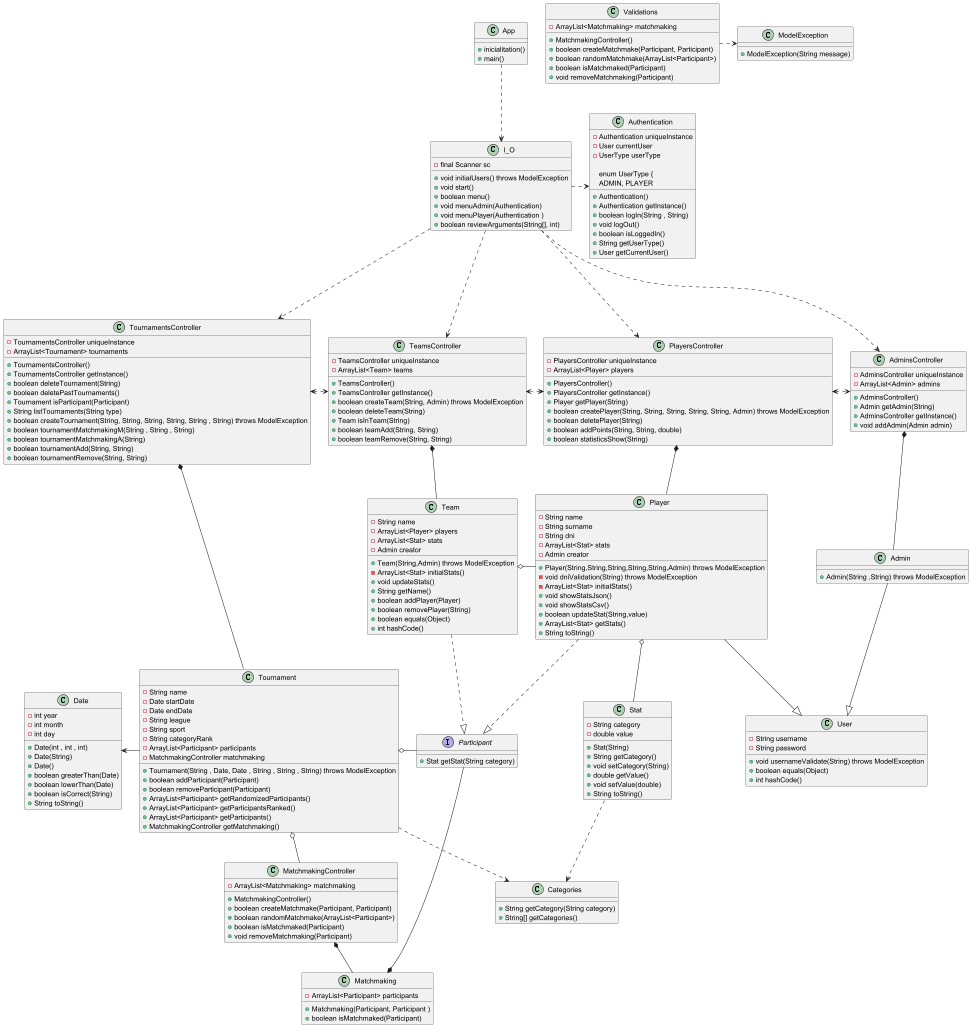 C App
inicialitation()
main()
C Validations
ArrayList<Matchmaking> matchmaking
MatchmakingController()
boolean createMatchmake(Participant, Participant)
boolean randomMatchmake(ArrayList<Participant>)
boolean isMatchmaked(Participant)
void removeMatchmaking(Participant)
C ModelException
ModelException(String message)
C I_O
final Scanner sc
void initialUsers() throws ModelException
void start()
boolean menu()
void menuAdmin(Authentication)
void menuPlayer(Authentication )
boolean reviewArguments(String[], int)
C Authentication
Authentication uniqueInstance
User currentUser
UserType userType
enum UserType {
ADMIN, PLAYER
Authentication()
Authentication getInstance()
boolean logIn(String , String)
void logOut()
boolean isLoggedIn()
String getUserType()
User getCurrentUser()
C TournamentsController
TournamentsController uniqueInstance
ArrayList<Tournament> tournaments
TournamentsController()
TournamentsController getInstance()
boolean deleteTournament(String)
boolean deletePastTournaments()
Tournament isParticipant(Participant)
String listTournaments(String type)
boolean createTournament(String, String, String, String, String , String) throws ModelException
boolean tournamentMatchmakingM(String , String , String)
boolean tournamentMatchmakingA(String)
boolean tournamentAdd(String, String)
boolean tournamentRemove(String, String)
C TeamsController
TeamsController uniqueInstance
ArrayList<Team> teams
TeamsController()
TeamsController getInstance()
boolean createTeam(String, Admin) throws ModelException
boolean deleteTeam(String)
Team isInTeam(String)
boolean teamAdd(String, String)
boolean teamRemove(String, String)
C PlayersController
PlayersController uniqueInstance
ArrayList<Player> players
PlayersController()
PlayersController getInstance()
Player getPlayer(String)
boolean createPlayer(String, String, String, String, String, Admin) throws ModelException
boolean deletePlayer(String)
boolean addPoints(String, String, double)
boolean statisticsShow(String)
C AdminsController
AdminsController uniqueInstance
ArrayList<Admin> admins
AdminsController()
Admin getAdmin(String)
AdminsController getInstance()
void addAdmin(Admin admin)
C Team
String name
ArrayList<Player> players
ArrayList<Stat> stats
Admin creator
Team(String,Admin) throws ModelException
ArrayList<Stat> initialStats()
void updateStats()
String getName()
boolean addPlayer(Player)
boolean removePlayer(String)
boolean equals(Object)
int hashCode()
C Player
String name
String surname
String dni
ArrayList<Stat> stats
Admin creator
Player(String,String,String,String,String,Admin) throws ModelException
void dniValidation(String) throws ModelException
ArrayList<Stat> initialStats()
void showStatsJson()
void showStatsCsv()
boolean updateStat(String,value)
ArrayList<Stat> getStats()
String toString()
C Admin
Admin(String ,String) throws ModelException
C Date
int year
int month
int day
Date(int , int , int)
Date(String)
Date()
boolean greaterThan(Date)
boolean lowerThan(Date)
boolean isCorrect(String)
String toString()
C Tournament
String name
Date startDate
Date endDate
String league
String sport
String categoryRank
ArrayList<Participant> participants
MatchmakingController matchmaking
Tournament(String , Date, Date , String , String , String) throws ModelException
boolean addParticipant(Participant)
boolean removeParticipant(Participant)
ArrayList<Participant> getRandomizedParticipants()
ArrayList<Participant> getParticipantsRanked()
ArrayList<Participant> getParticipants()
MatchmakingController getMatchmaking()
I Participant
Stat getStat(String category)
C Stat
String category
double value
Stat(String)
String getCategory()
void setCategory(String)
double getValue()
void setValue(double)
String toString()
C User
String username
String password
void usernameValidate(String) throws ModelException
boolean equals(Object)
int hashCode()
C MatchmakingController
ArrayList<Matchmaking> matchmaking
MatchmakingController()
boolean createMatchmake(Participant, Participant)
boolean randomMatchmake(ArrayList<Participant>)
boolean isMatchmaked(Participant)
void removeMatchmaking(Participant)
C Categories
String getCategory(String category)
String[] getCategories()
C Matchmaking
ArrayList<Participant> participants
Matchmaking(Participant, Participant )
boolean isMatchmaked(Participant)